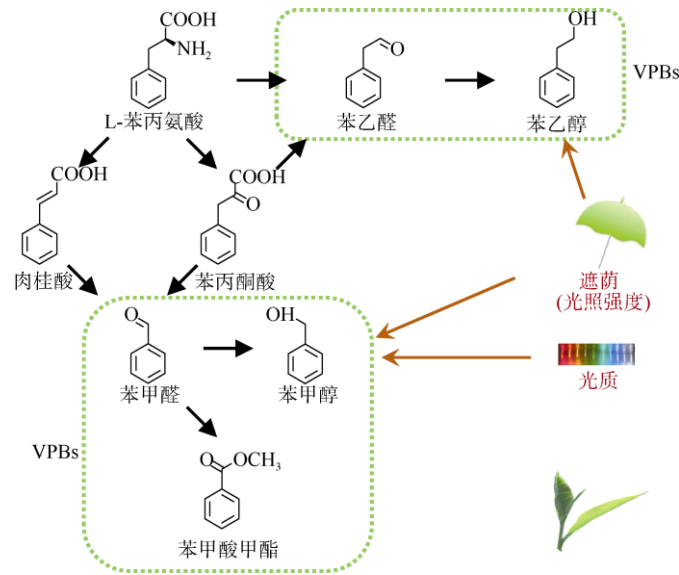 COOH
NH2
L-苯丙氨酸
O
苯乙醛
OH
苯乙醇
VPBs
COOH
肉桂酸
COOH
O
苯丙酮酸
遮荫
(光照强度)
O
苯甲醛
OH
苯甲醇
光质
VPBs
O
OCH3
苯甲酸甲酯